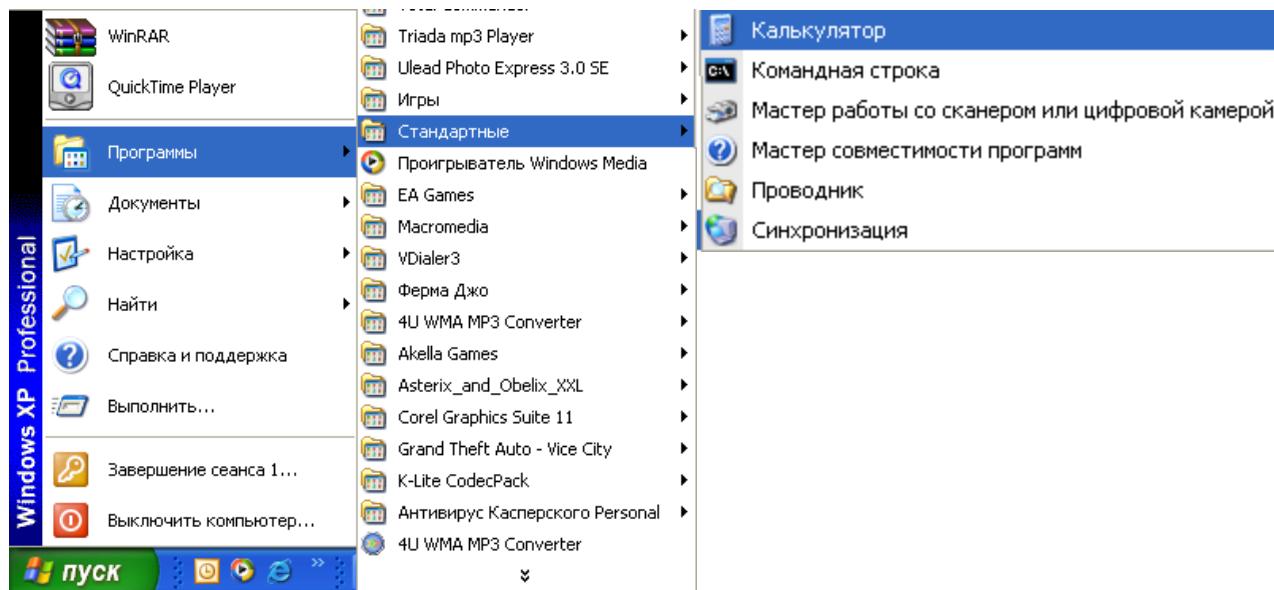 WinRAR
QuickTime Player
Программы
Документы
Настройка
Найти
Справка и поддержка
Выполнить...
Завершение сеанса 1...
Выключить компьютер...
Windows XP Professional
пуск
Triada mp3 Player
Ulead Photo Express 3.0 SE
Игры
Стандартные
Проигрыватель Windows Media
EA Games
Macromedia
VDialer3
Ферма Джо
4U WMA MP3 Converter
Akella Games
Asterix_and_Obelix_XXL
Corel Graphics Suite 11
Grand Theft Auto - Vice City
K-Lite CodecPack
Антивирус Касперского Personal
4U WMA MP3 Converter
Калькулятор
C:\
Командная строка
Мастер работы со сканером или цифровой камерой
Мастер совместимости программ
Проводник
Синхронизация